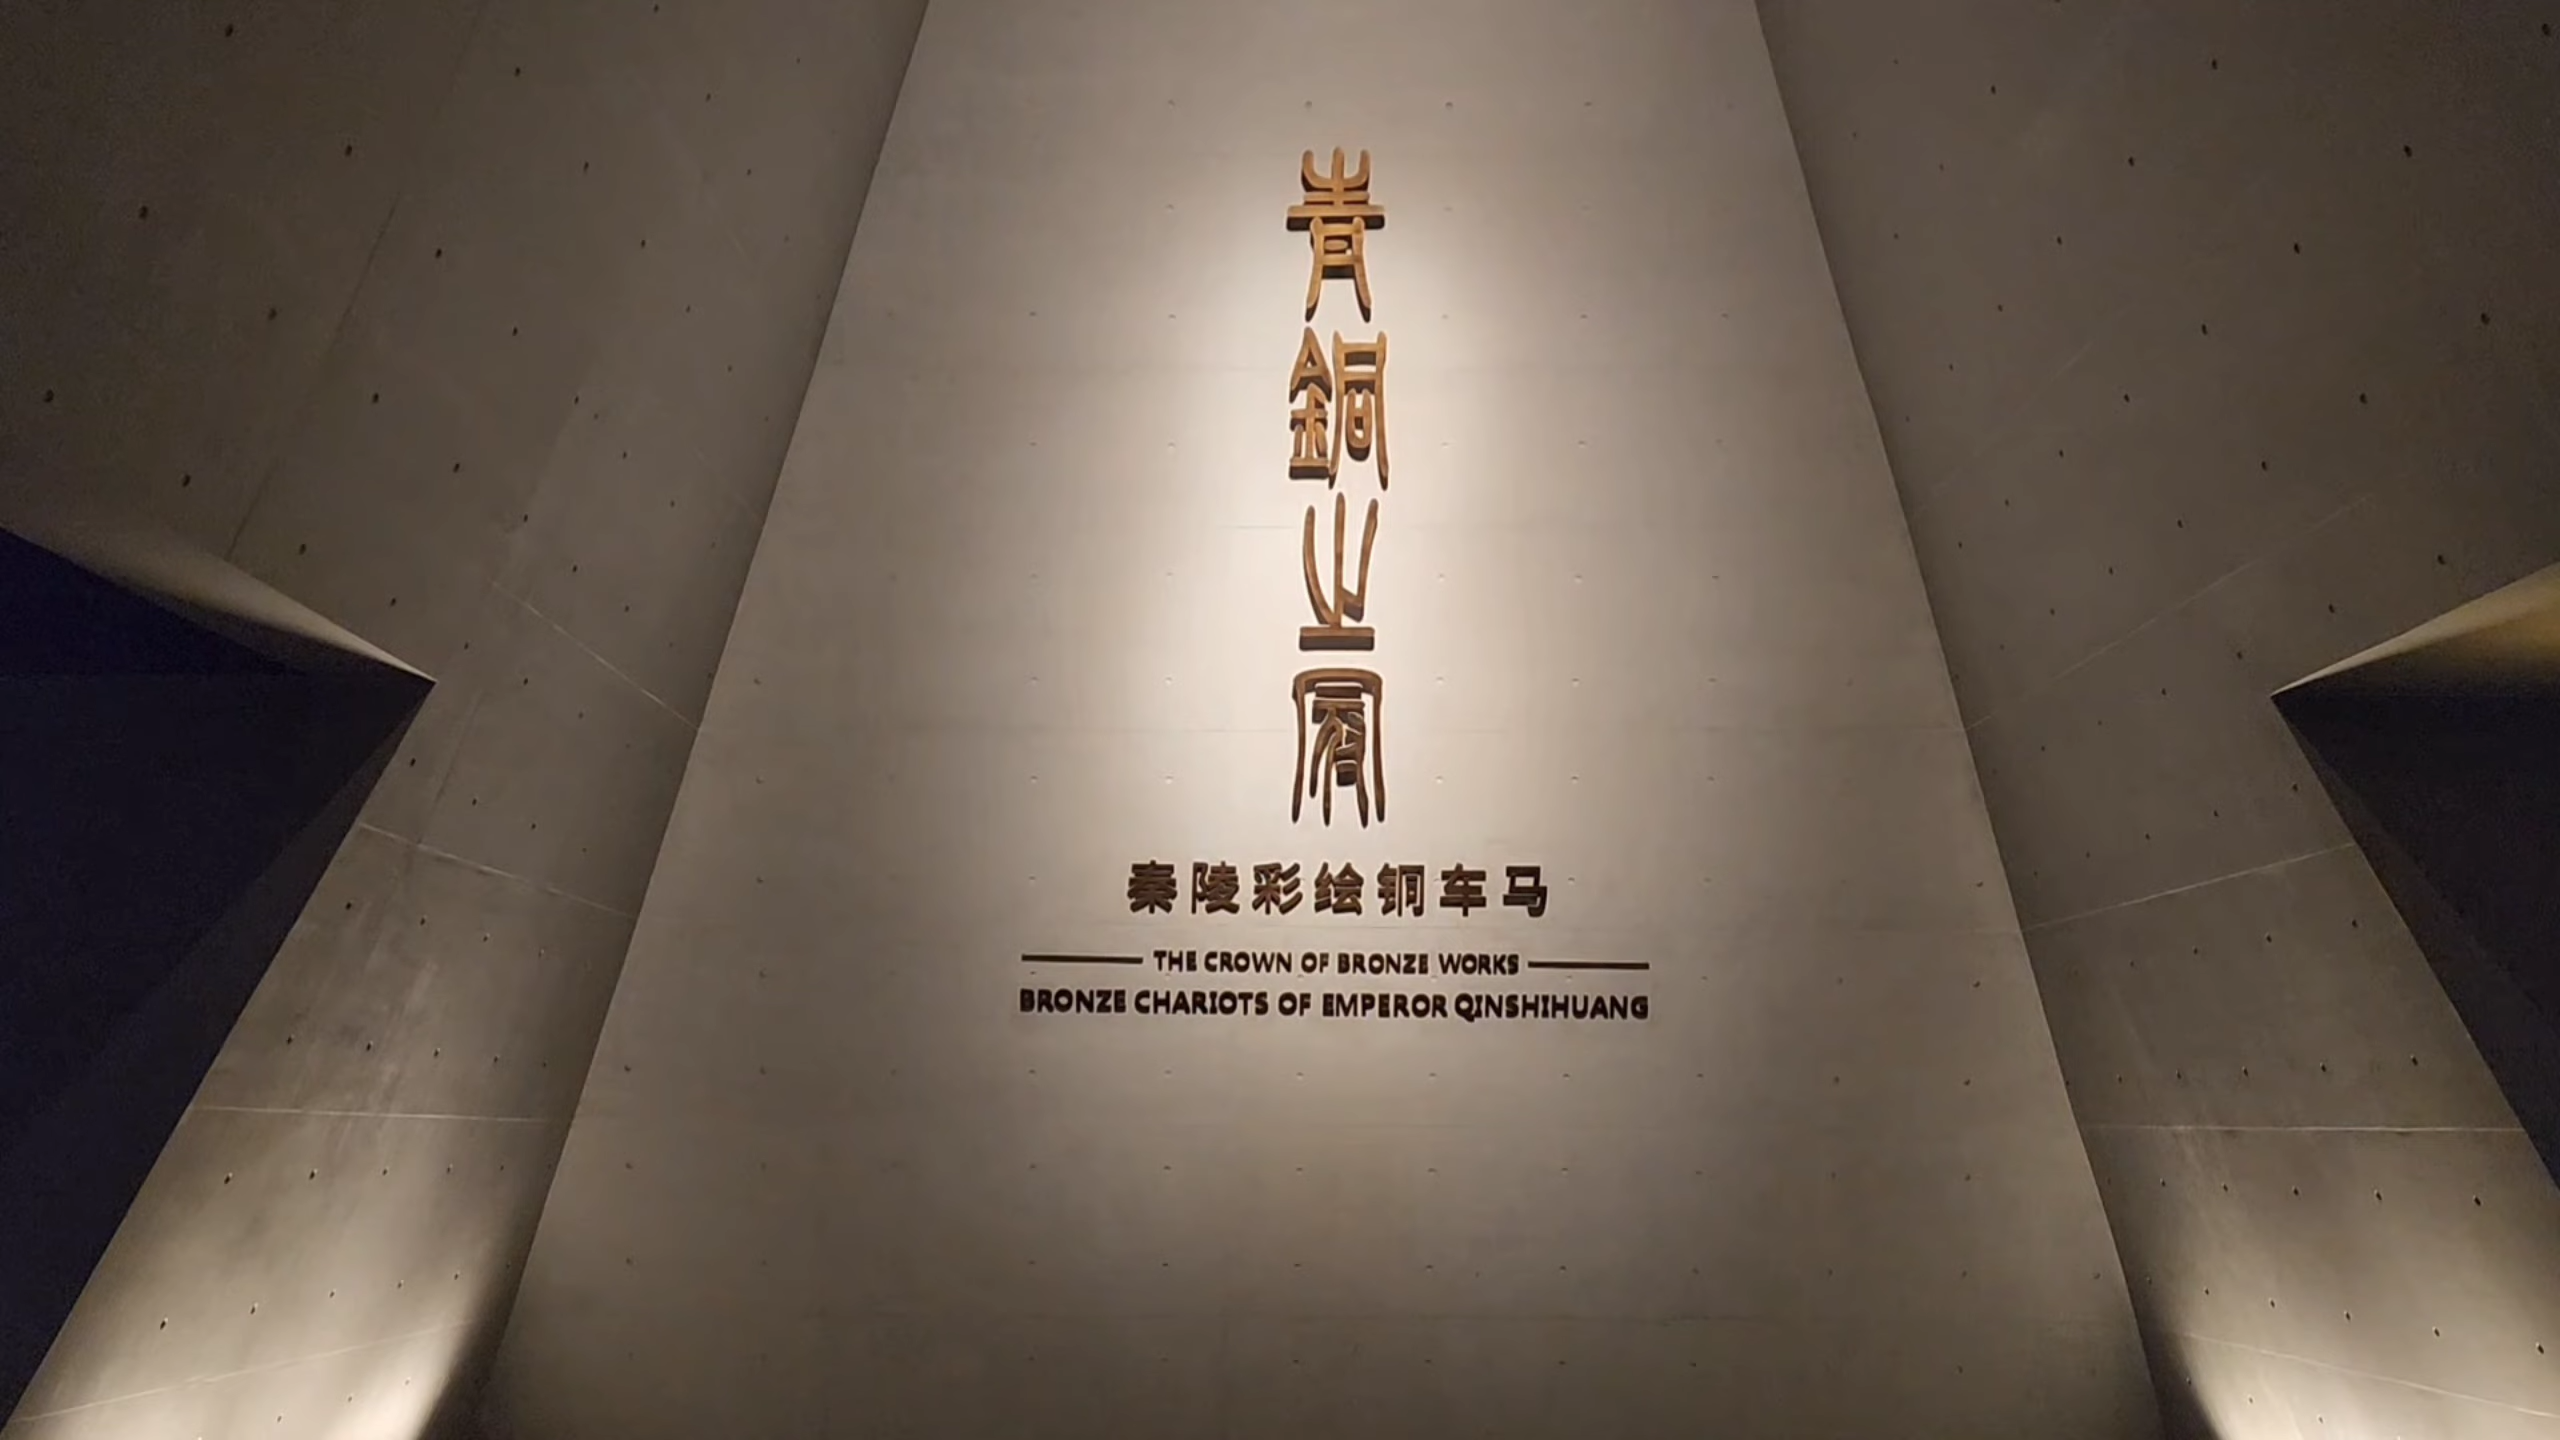 青銅之冠
秦陵彩绘铜车马
THE CROWN OF BRONZE WORKS
BRONZE CHARIOTS OF EMPEROR QINSHIHUANG